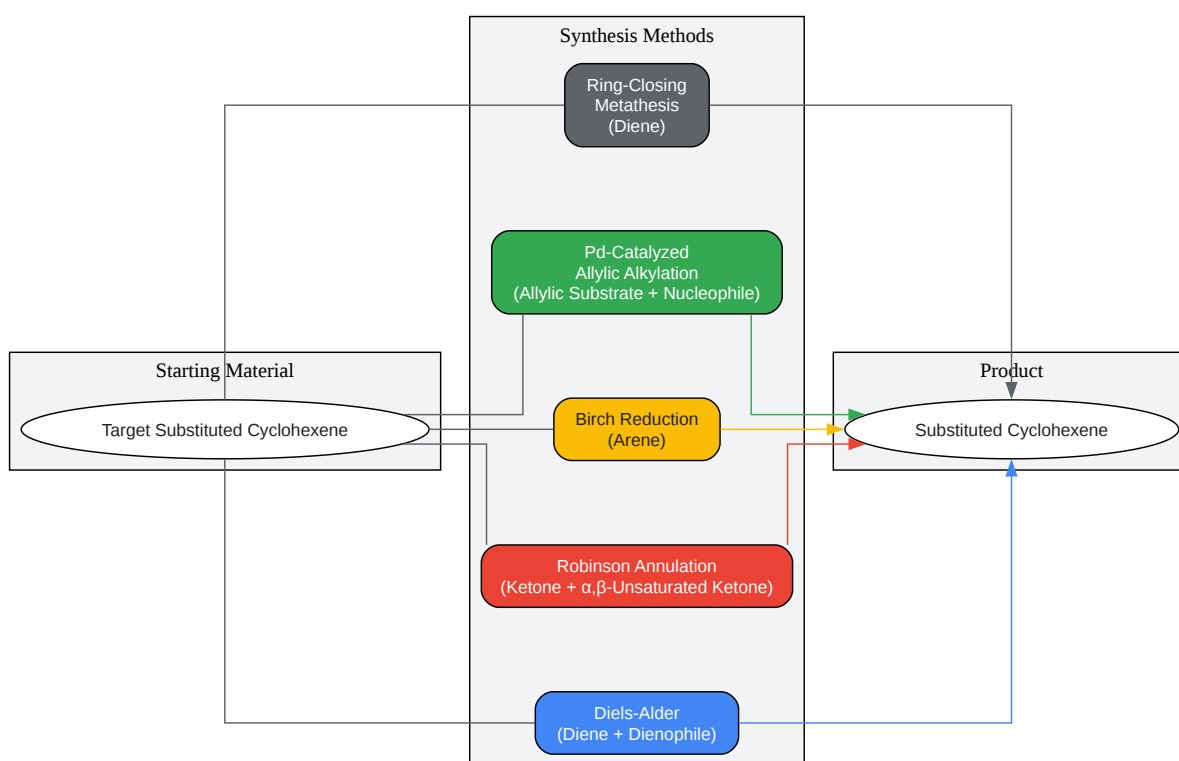 Synthesis Methods
Ring-Closing
Metathesis
(Diene)
Pd-Catalyzed
Allylic Alkylation
(Allylic Substrate + Nucleophile)
Starting Material
Target Substituted Cyclohexene
Birch Reduction
(Arene)
Product
Substituted Cyclohexene
Robinson Annulation
(Ketone + α,β-Unsaturated Ketone)
Diels-Alder
(Diene + Dienophile)